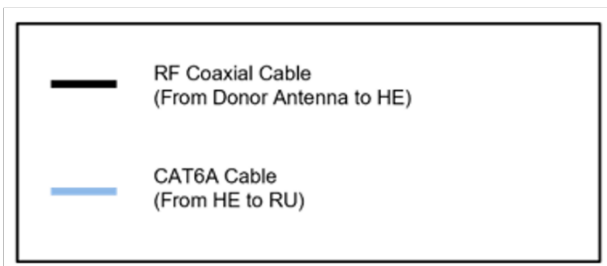 RF Coaxial Cable
(From Donor Antenna to HE)
CAT6A Cable
(From HE to RU)